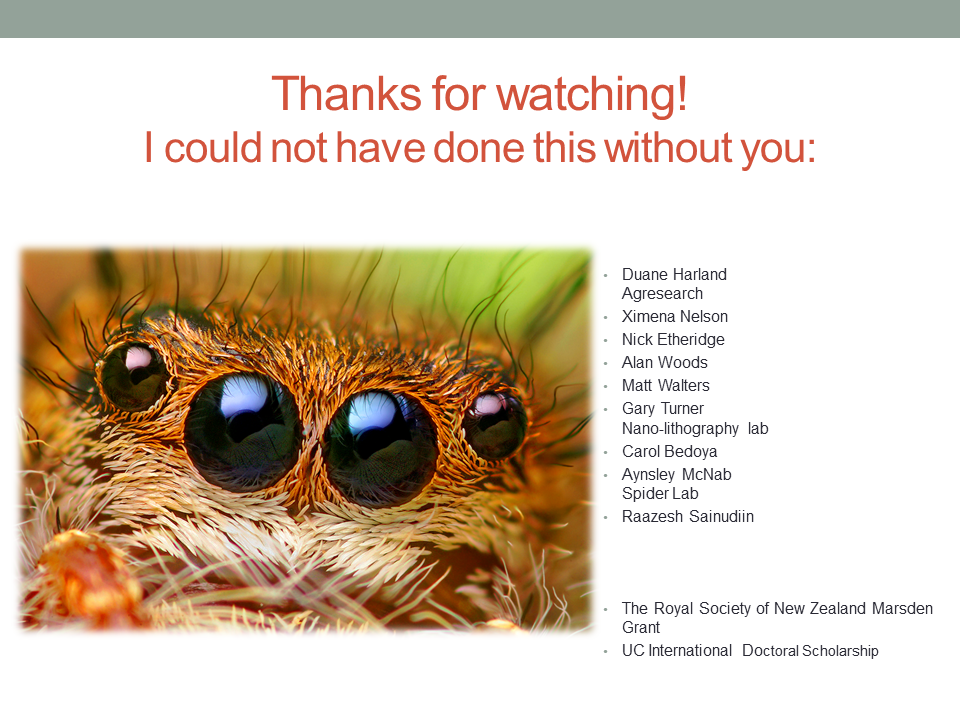 Thanks for watching!
I could not have done this without you:
• Duane Harland
Agresearch
• Ximena Nelson
• Nick Etheridge
• Alan Woods
• Matt Walters
• Gary Turner
Nano-lithography lab
• Carol Bedoya
• Aynsley McNab
Spider Lab
• Raazesh Sainudiin
• The Royal Society of New Zealand Marsden
Grant
• UC International Doctoral Scholarship